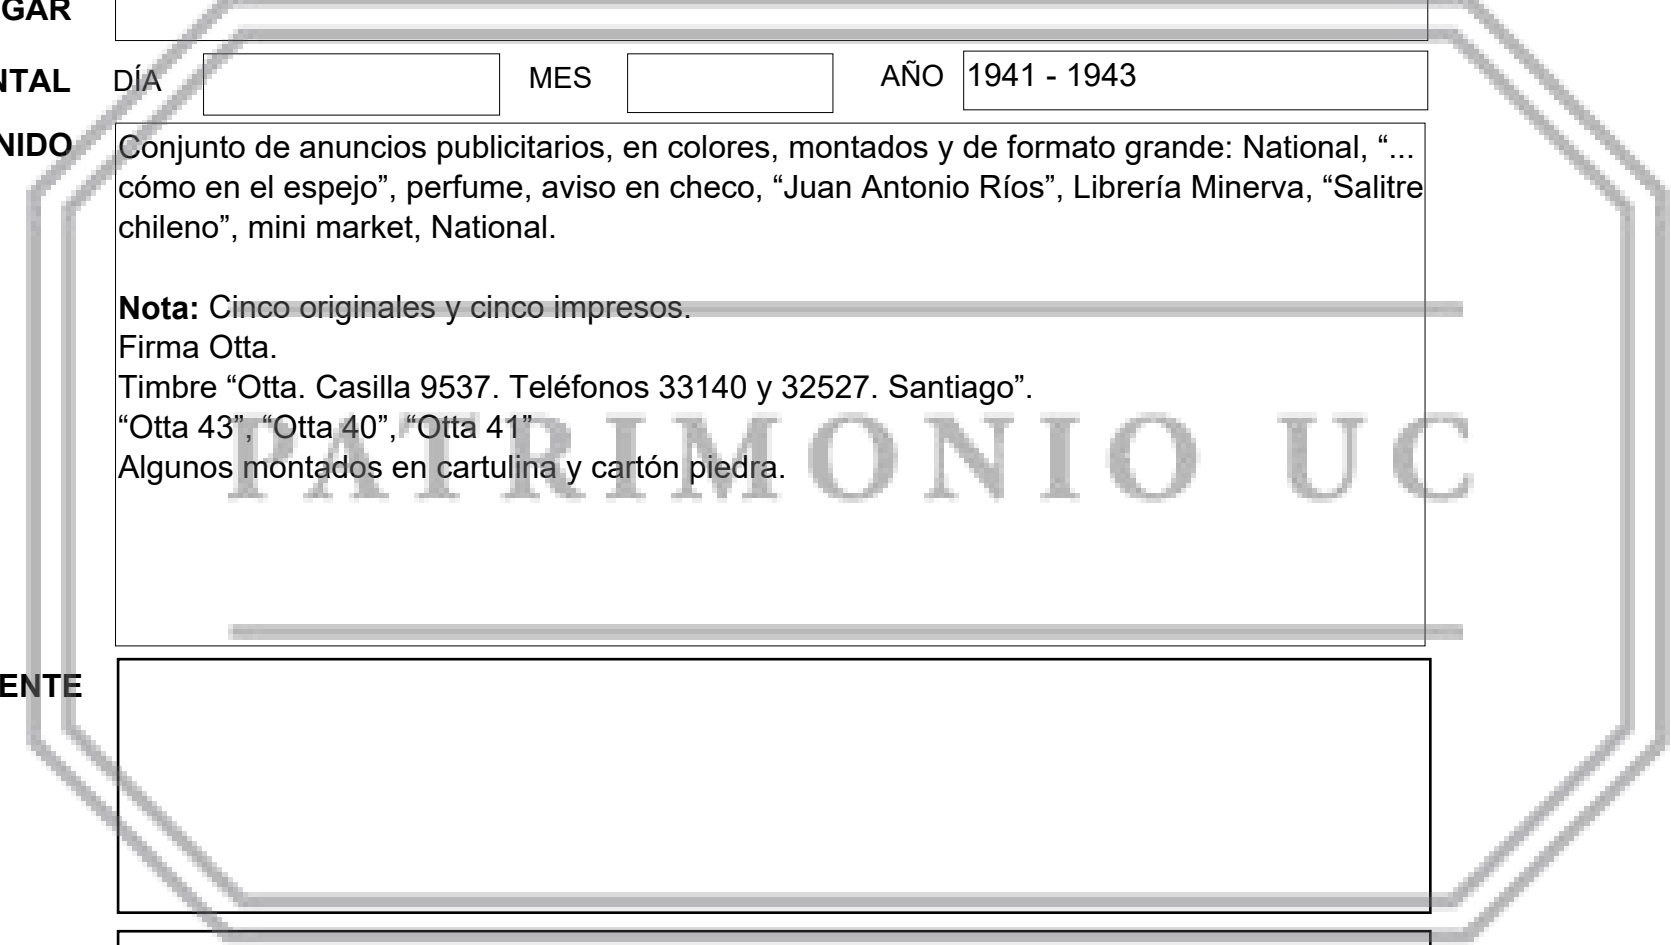 GAR
NTAL DÍA MES AÑO 1941 - 1943
NIDO Conjunto de anuncios publicitarios, en colores, montados y de formato grande: National, “...
cómo en el espejo”, perfume, aviso en checo, “Juan Antonio Ríos”, Librería Minerva, “Salitre
chileno”, mini market, National.
Nota: Cinco originales y cinco impresos.
Firma Otta.
Timbre “Otta. Casilla 9537. Teléfonos 33140 y 32527. Santiago”.
“Otta 43”, “Otta 40”, “Otta 41”
Algunos montados en cartulina y cartón piedra.
PATRIMONIO UC
ENTE